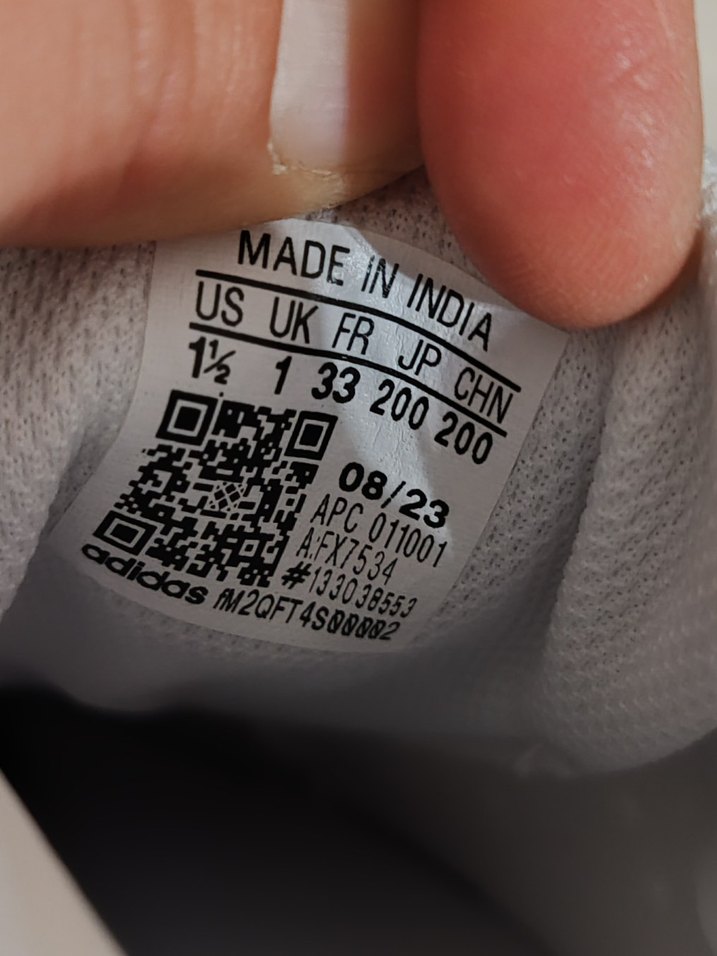 MADE IN INDIA
US UK FR JP CHN
1½ 1 33 200 200
08/23
APC 011001
A:FX7534
#133038553
adidas fM2QFT4S00002